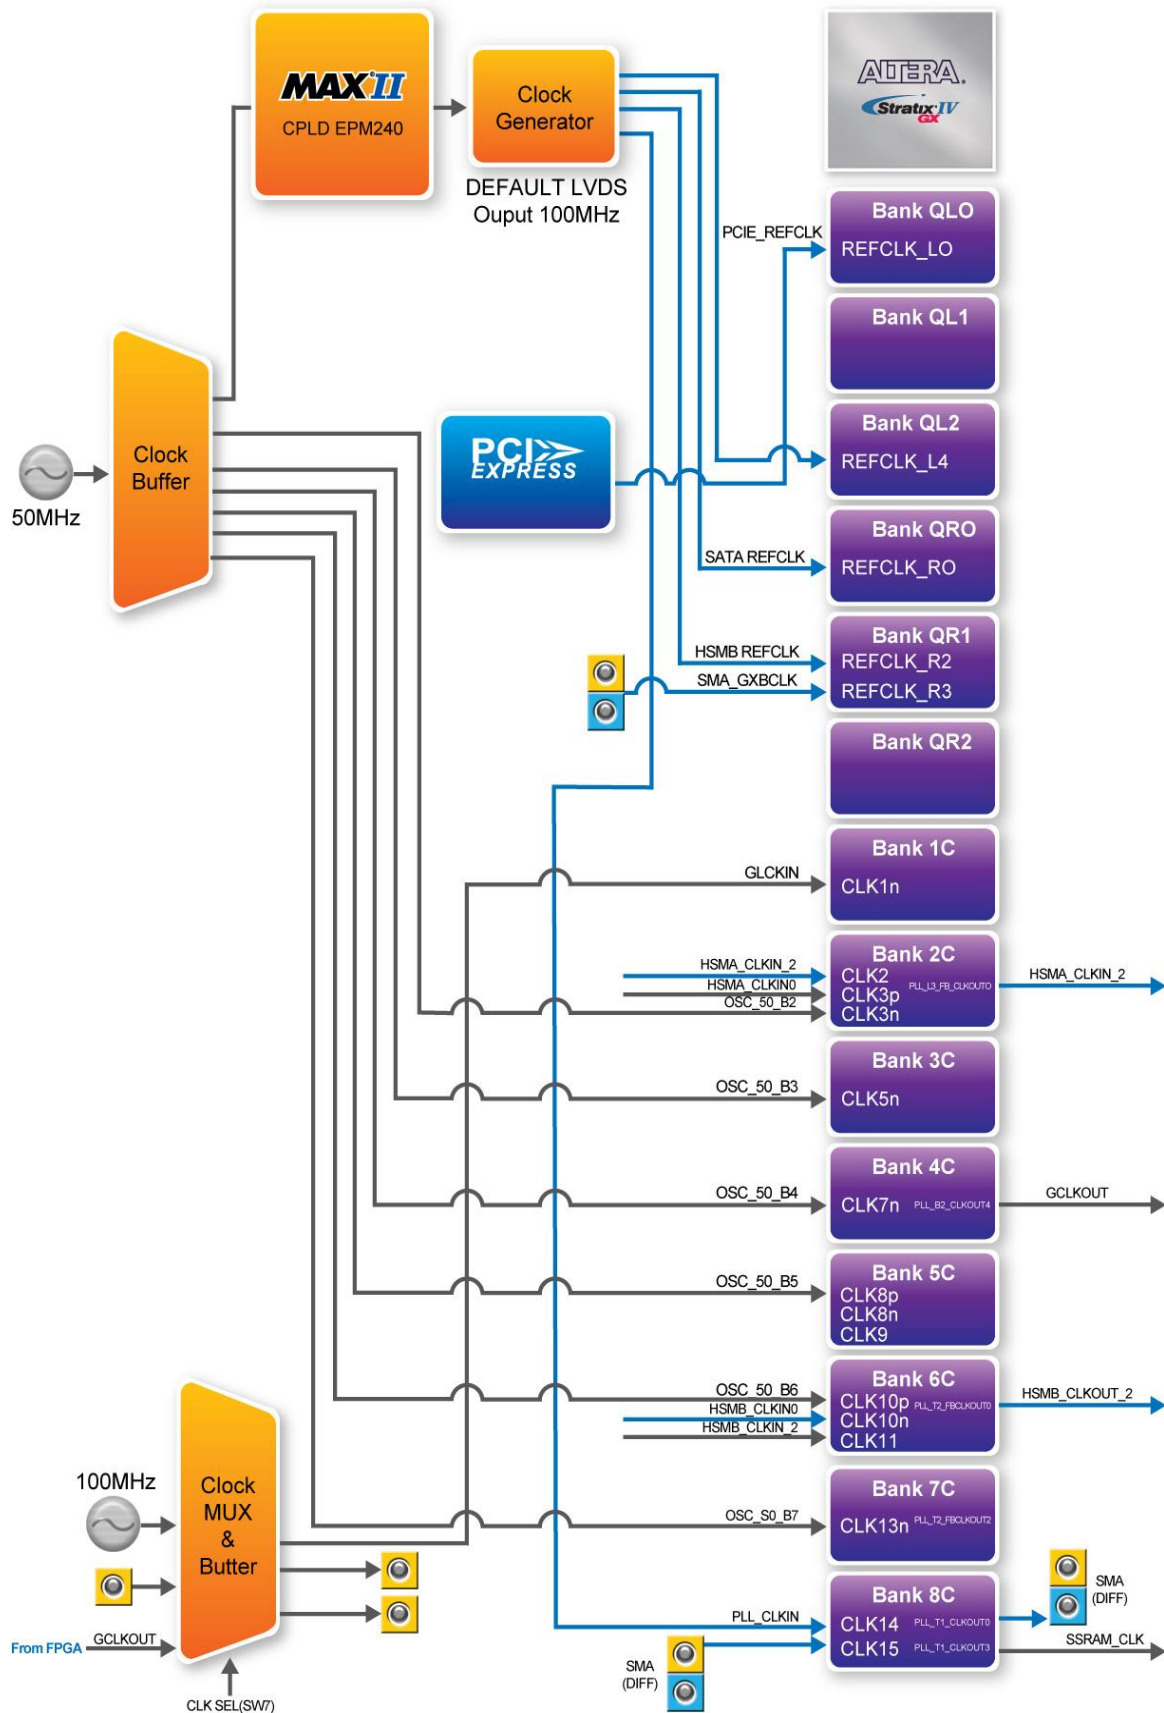 MAX II
CPLD EPM240
Clock
Generator
DEFAULT LVDS
Ouput 100MHz
ALTERA
Stratix IV
GX
Bank QLO
PCIE_REFCLK
REFCLK_LO
Bank QL1
Bank QL2
REFCLK_L4
PCI
EXPRESS
Clock
Buffer
50MHz
Bank QRO
SATA REFCLK
REFCLK_RO
Bank QR1
HSMB REFCLK
REFCLK_R2
SMA_GXBCLK
REFCLK_R3
Bank QR2
Bank 1C
GLCKIN
CLK1n
Bank 2C
HSMA_CLKIN_2
CLK2
HSMA_CLKIN0
CLK3p
PLL_L3_FB_CLKOUTO
HSMA_CLKIN_2
OSC_50_B2
CLK3n
Bank 3C
OSC_50_B3
CLK5n
Bank 4C
OSC_50_B4
CLK7n
PLL_B2_CLKOUT4
GCLKOUT
Bank 5C
OSC_50_B5
CLK8p
CLK8n
CLK9
Bank 6C
OSC_50_B6
CLK10p
PLL_T2_FBCLKOUT0
HSMB_CLKOUT_2
HSMB_CLKIN0
CLK10n
HSMB_CLKIN_2
CLK11
100MHz
Clock
MUX
&
Butter
Bank 7C
OSC_S0_B7
CLK13n
PLL_T2_FBCLKOUT2
Bank 8C
PLL_CLKIN
CLK14
PLL_T1_CLKOUT0
SMA
(DIFF)
CLK15
PLL_T1_CLKOUT3
SSRAM_CLK
SMA
(DIFF)
From FPGA
GCLKOUT
CLK SEL(SW7)